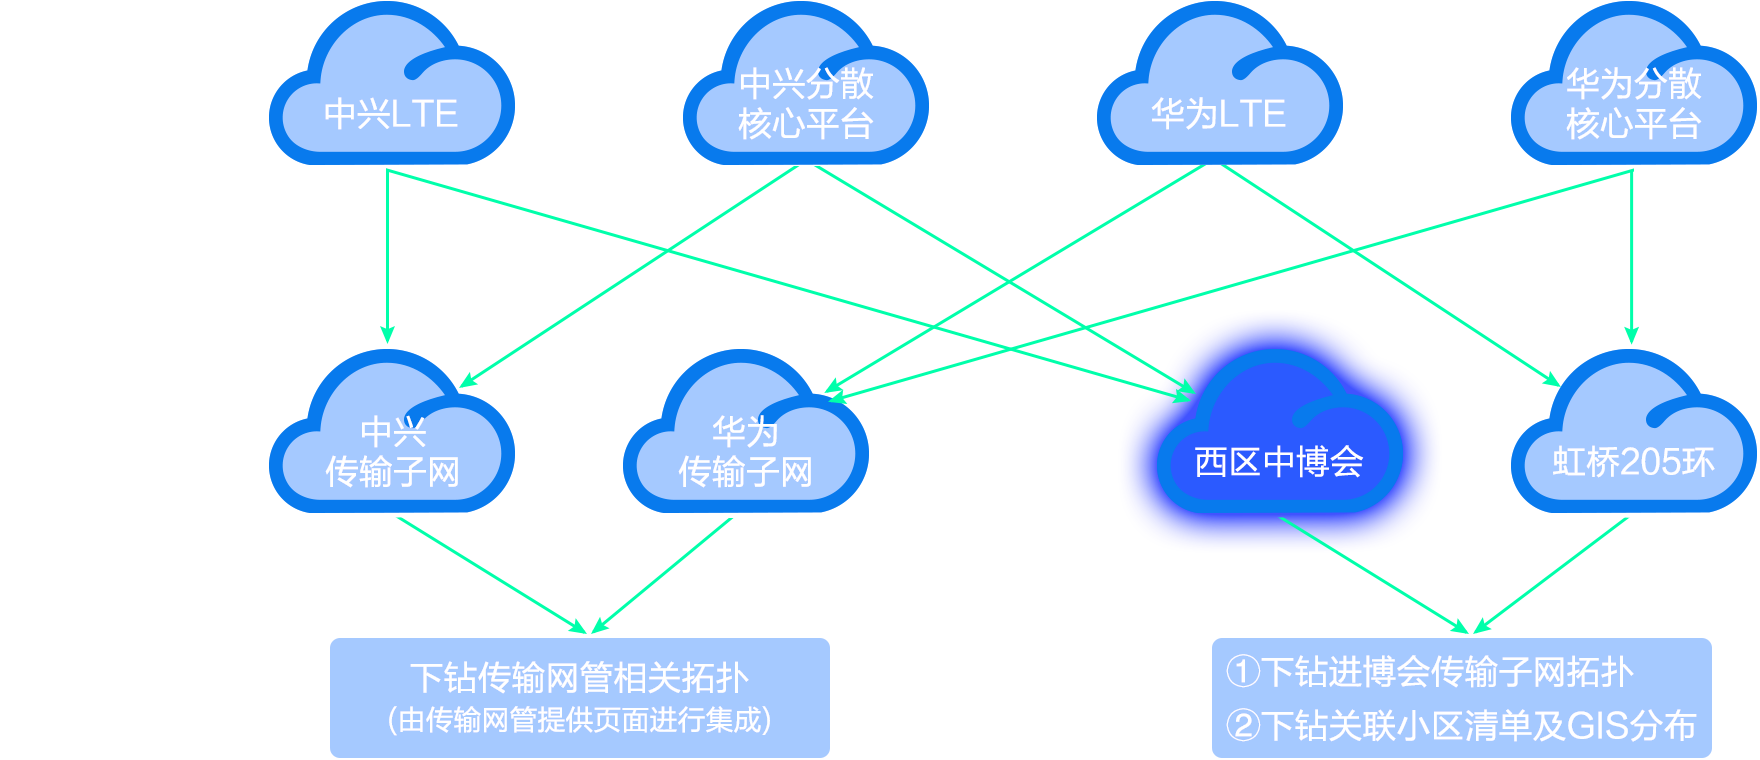 中兴LTE
中兴分散
核心平台
华为LTE
华为分散
核心平台
中兴
传输子网
华为
传输子网
西区中博会
虹桥205环
下钻传输网管相关拓扑
(由传输网管提供页面进行集成)
①下钻进博会传输子网拓扑
②下钻关联小区清单及GIS分布